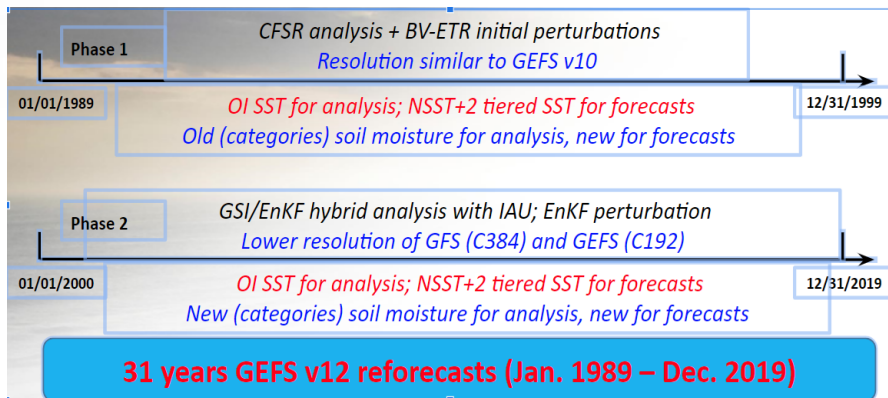 CFSR analysis + BV-ETR initial perturbations
Phase 1
Resolution similar to GEFS v10
01/01/1989
12/31/1999
OI SST for analysis; NSST+2 tiered SST for forecasts
Old (categories) soil moisture for analysis, new for forecasts
GSI/EnKF hybrid analysis with IAU; EnKF perturbation
Phase 2
Lower resolution of GFS (C384) and GEFS (C192)
01/01/2000
12/31/2019
OI SST for analysis; NSST+2 tiered SST for forecasts
New (categories) soil moisture for analysis, new for forecasts
31 years GEFS v12 reforecasts (Jan. 1989 – Dec. 2019)